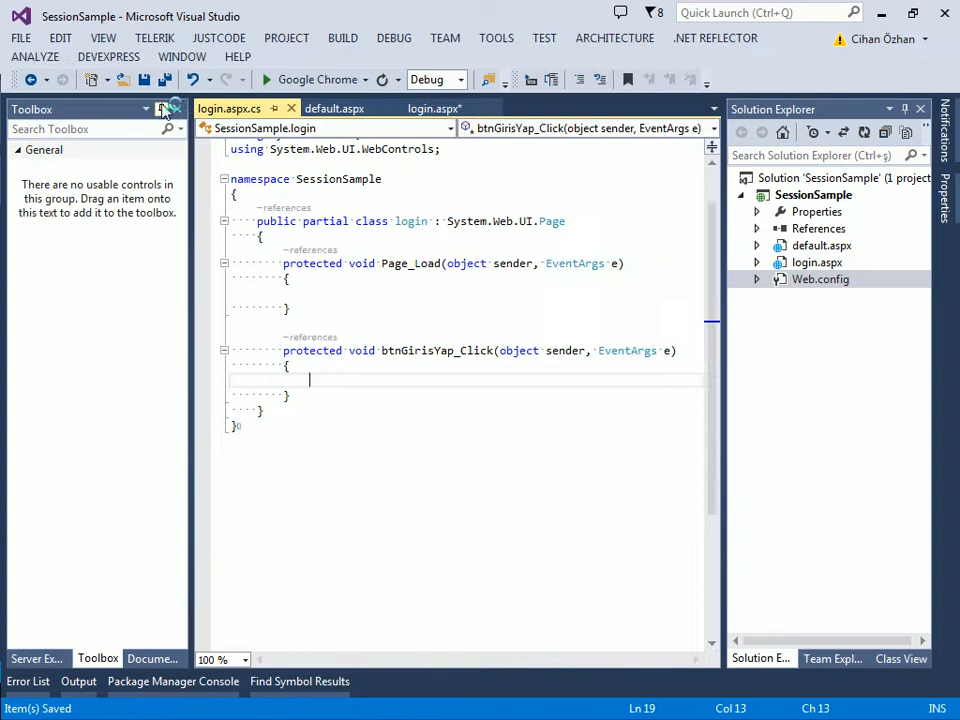 SessionSample - Microsoft Visual Studio
8
Quick Launch (Ctrl+Q)
FILE EDIT VIEW TELERIK JUSTCODE PROJECT BUILD DEBUG TEAM TOOLS TEST ARCHITECTURE .NET REFLECTOR
Cihan Özhan
ANALYZE DEVEXPRESS WINDOW HELP
Google Chrome Debug
Toolbox
login.aspx.cs default.aspx login.aspx*
Solution Explorer
Search Toolbox
SessionSample.login
btnGirisYap_Click(object sender, EventArgs e)
Search Solution Explorer (Ctrl+ş)
General
There are no usable controls in
this group. Drag an item onto
this text to add it to the toolbox.
using System.Web.UI.WebControls;
namespace SessionSample
{
references
public partial class login : System.Web.UI.Page
{
references
protected void Page_Load(object sender, EventArgs e)
{
}
references
protected void btnGirisYap_Click(object sender, EventArgs e)
{
}
}
}
Solution 'SessionSample' (1 project
SessionSample
Properties
References
default.aspx
login.aspx
Web.config
Notifications
Properties
100 %
Server Ex... Toolbox Docume...
Solution E... Team Expl... Class View
Error List Output Package Manager Console Find Symbol Results
Item(s) Saved
Ln 19 Col 13 Ch 13 INS